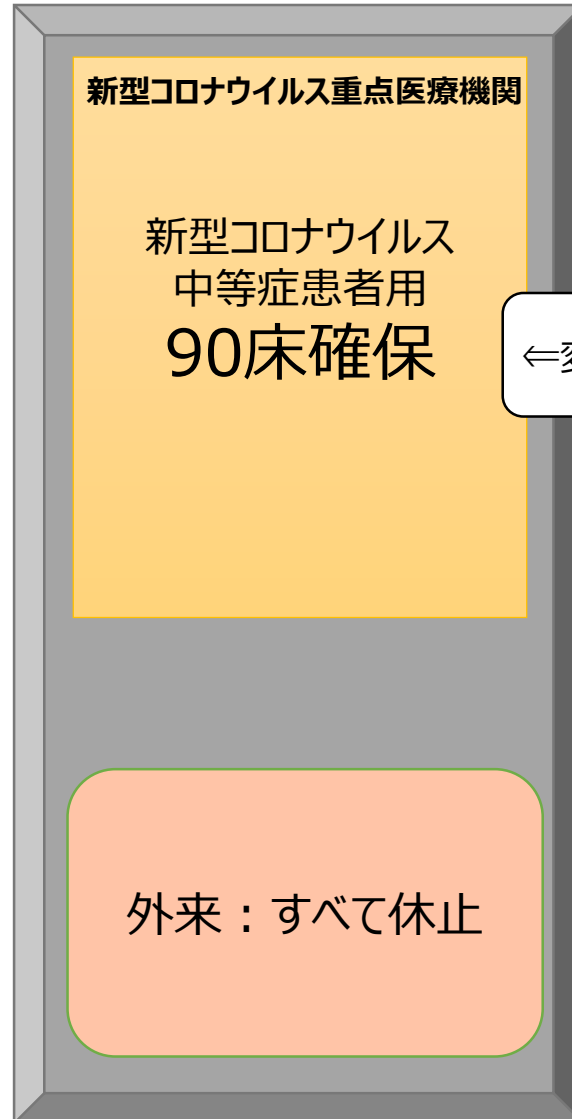 新型コロナウイルス重点医療機関
新型コロナウイルス
中等症患者用
90床確保
⇐変
外来：すべて休止